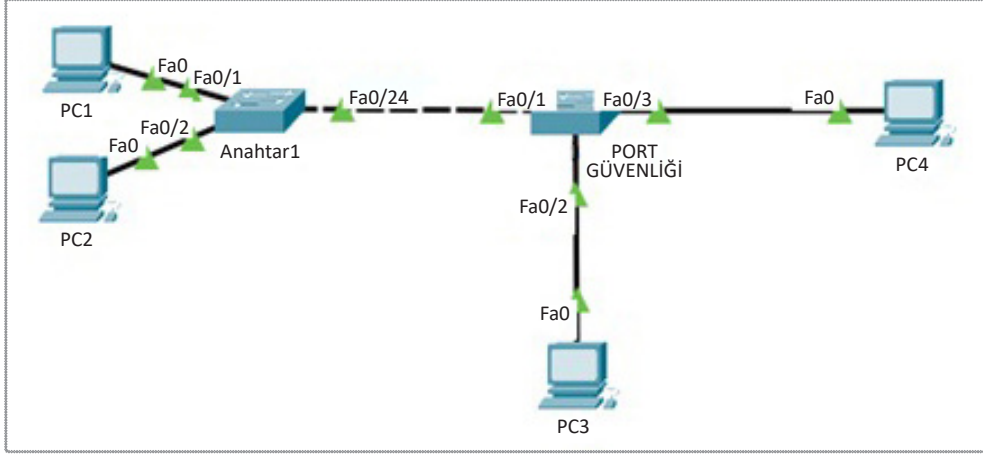 PC1
Fa0
Fa0/1
Fa0/2
Fa0
PC2
Anahtar1
Fa0/24
Fa0/1
Fa0/3
PORT
GÜVENLİĞİ
Fa0/2
Fa0
PC3
Fa0
PC4